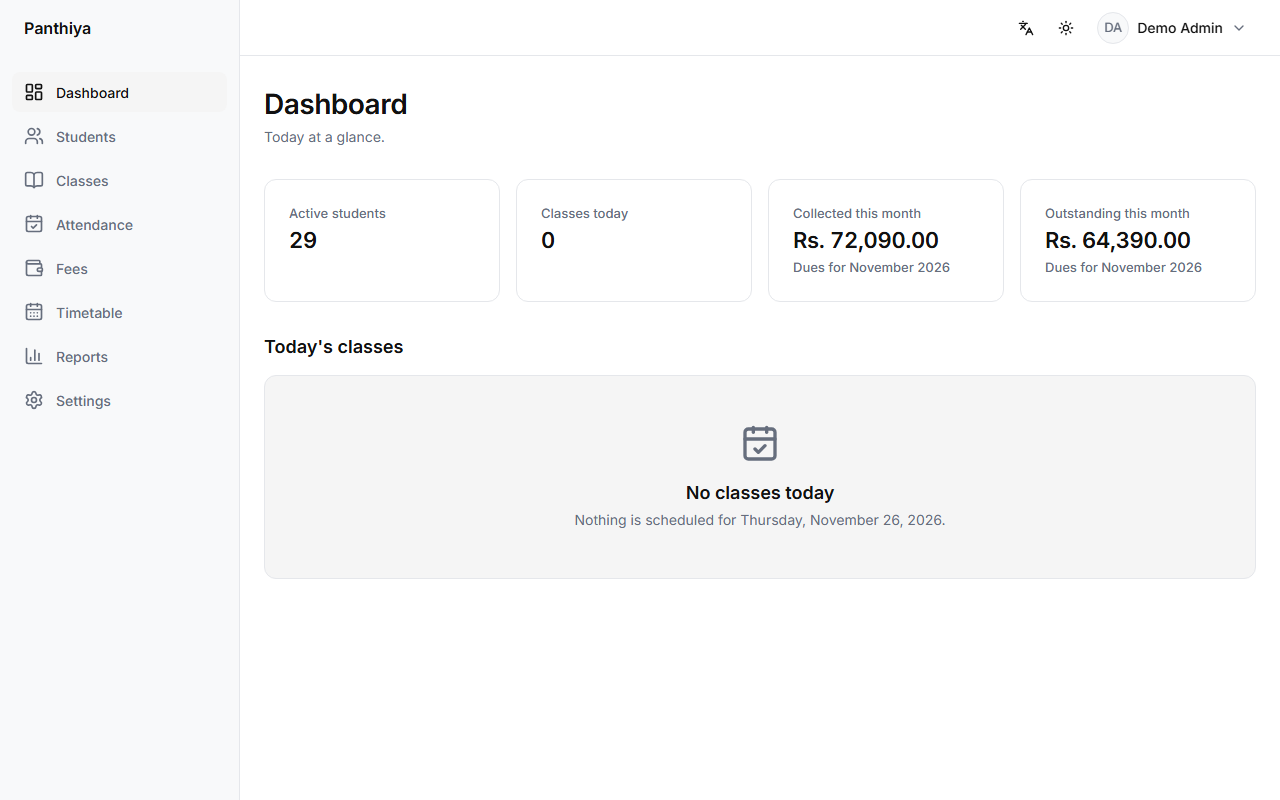 Panthiya
DA Demo Admin
Dashboard
Students
Classes
Attendance
Fees
Timetable
Reports
Settings
Dashboard
Today at a glance.
Active students
29
Classes today
0
Collected this month
Rs. 72,090.00
Dues for November 2026
Outstanding this month
Rs. 64,390.00
Dues for November 2026
Today's classes
No classes today
Nothing is scheduled for Thursday, November 26, 2026.